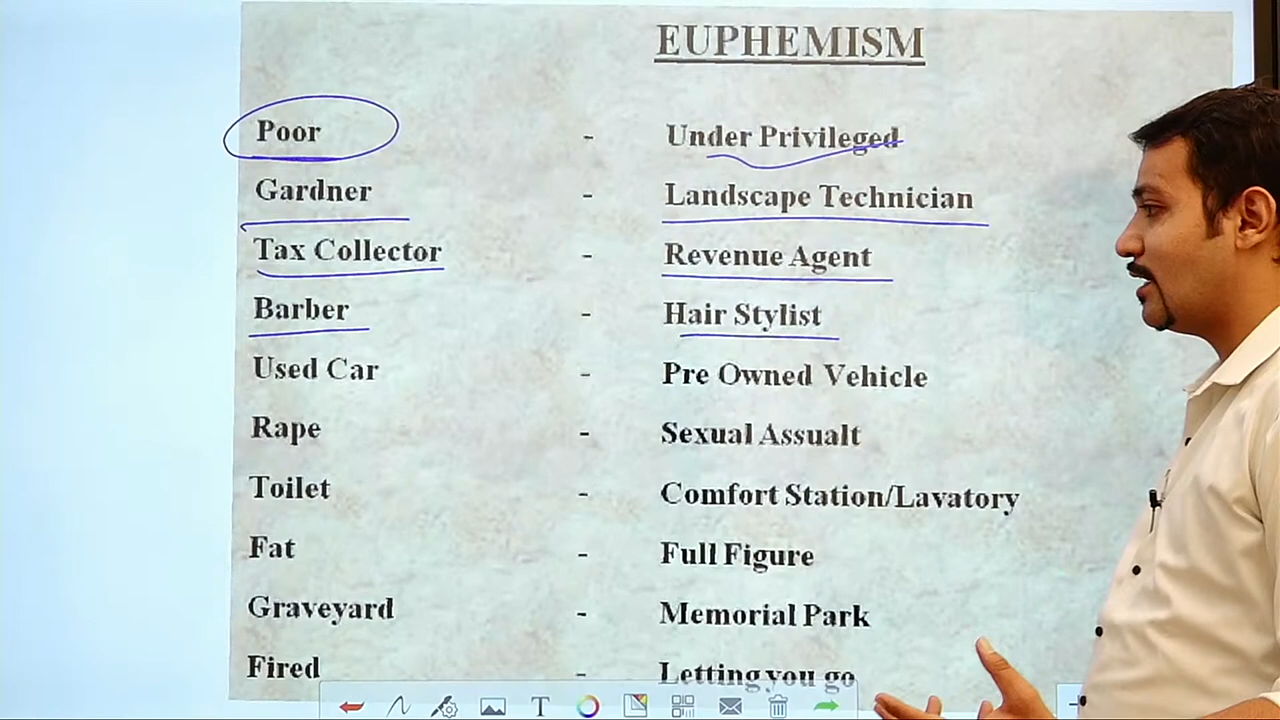 EUPHEMISM
Poor - Under Privileged
Gardner - Landscape Technician
Tax Collector - Revenue Agent
Barber - Hair Stylist
Used Car - Pre Owned Vehicle
Rape - Sexual Assualt
Toilet - Comfort Station/Lavatory
Fat - Full Figure
Graveyard - Memorial Park
Fired - Letting you go
T